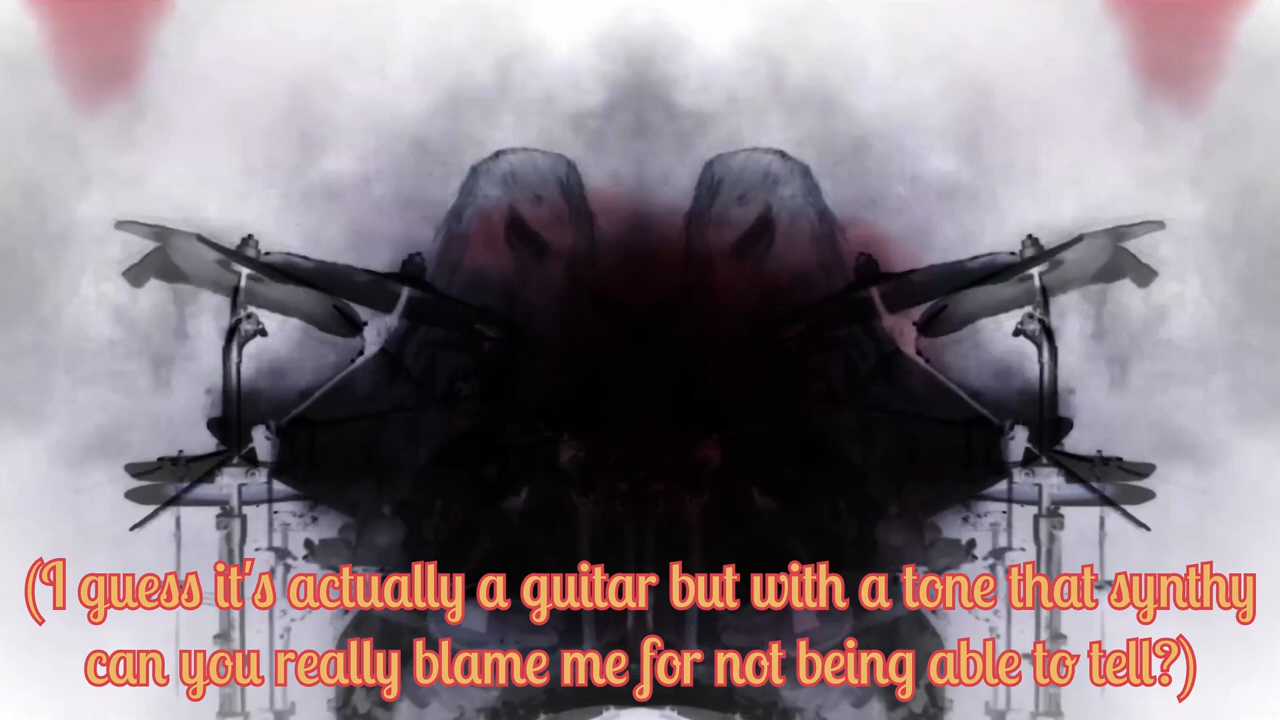 (I guess it's actually a guitar but with a tone that synthy
can you really blame me for not being able to tell?)